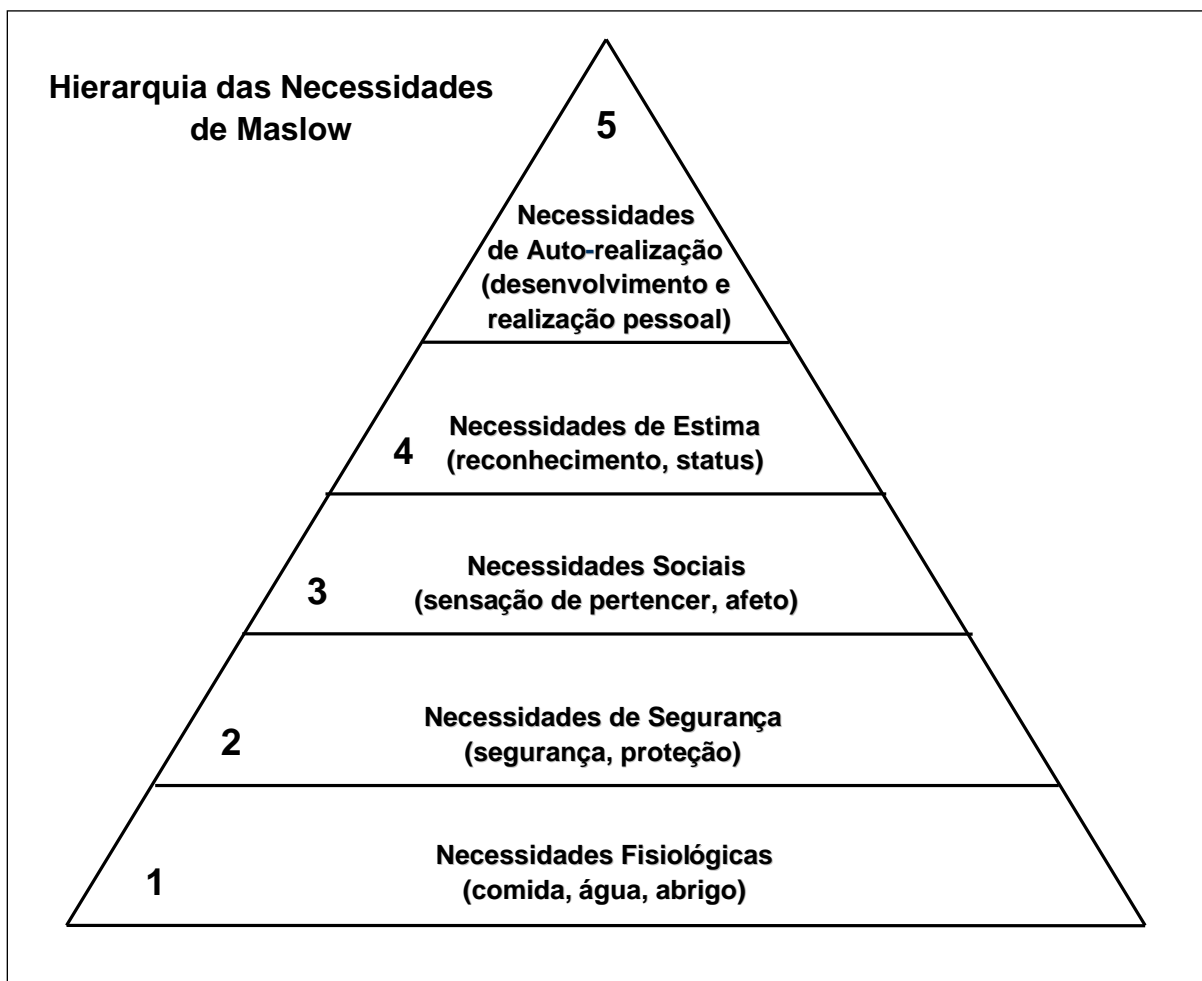 Hierarquia das Necessidades
de Maslow
5
Necessidades
de Auto-realização
(desenvolvimento e
realização pessoal)
4
Necessidades de Estima
(reconhecimento, status)
3
Necessidades Sociais
(sensação de pertencer, afeto)
2
Necessidades de Segurança
(segurança, proteção)
1
Necessidades Fisiológicas
(comida, água, abrigo)